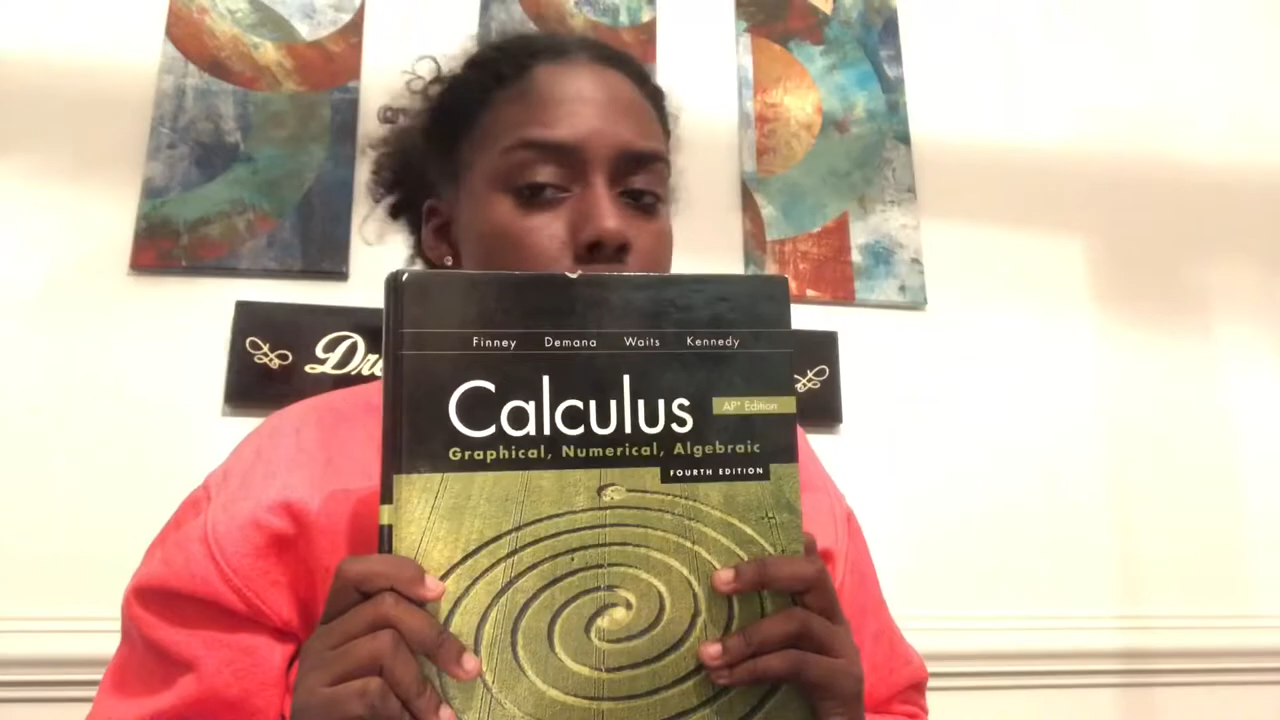 Finney Demana Waits Kennedy
Calculus
AP* Edition
Graphical, Numerical, Algebraic
FOURTH EDITION